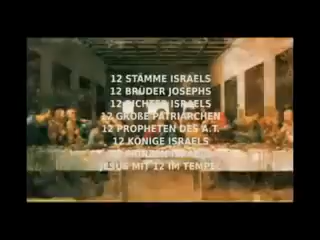 12 STÄMME ISRAELS
12 BRÜDER JOSEPHS
12 RICHTER ISRAELS
12 GROßE PATRIARCHEN
12 PROPHETEN DES A.T.
12 KÖNIGE ISRAELS
JESUS MIT 12 IM TEMPEL